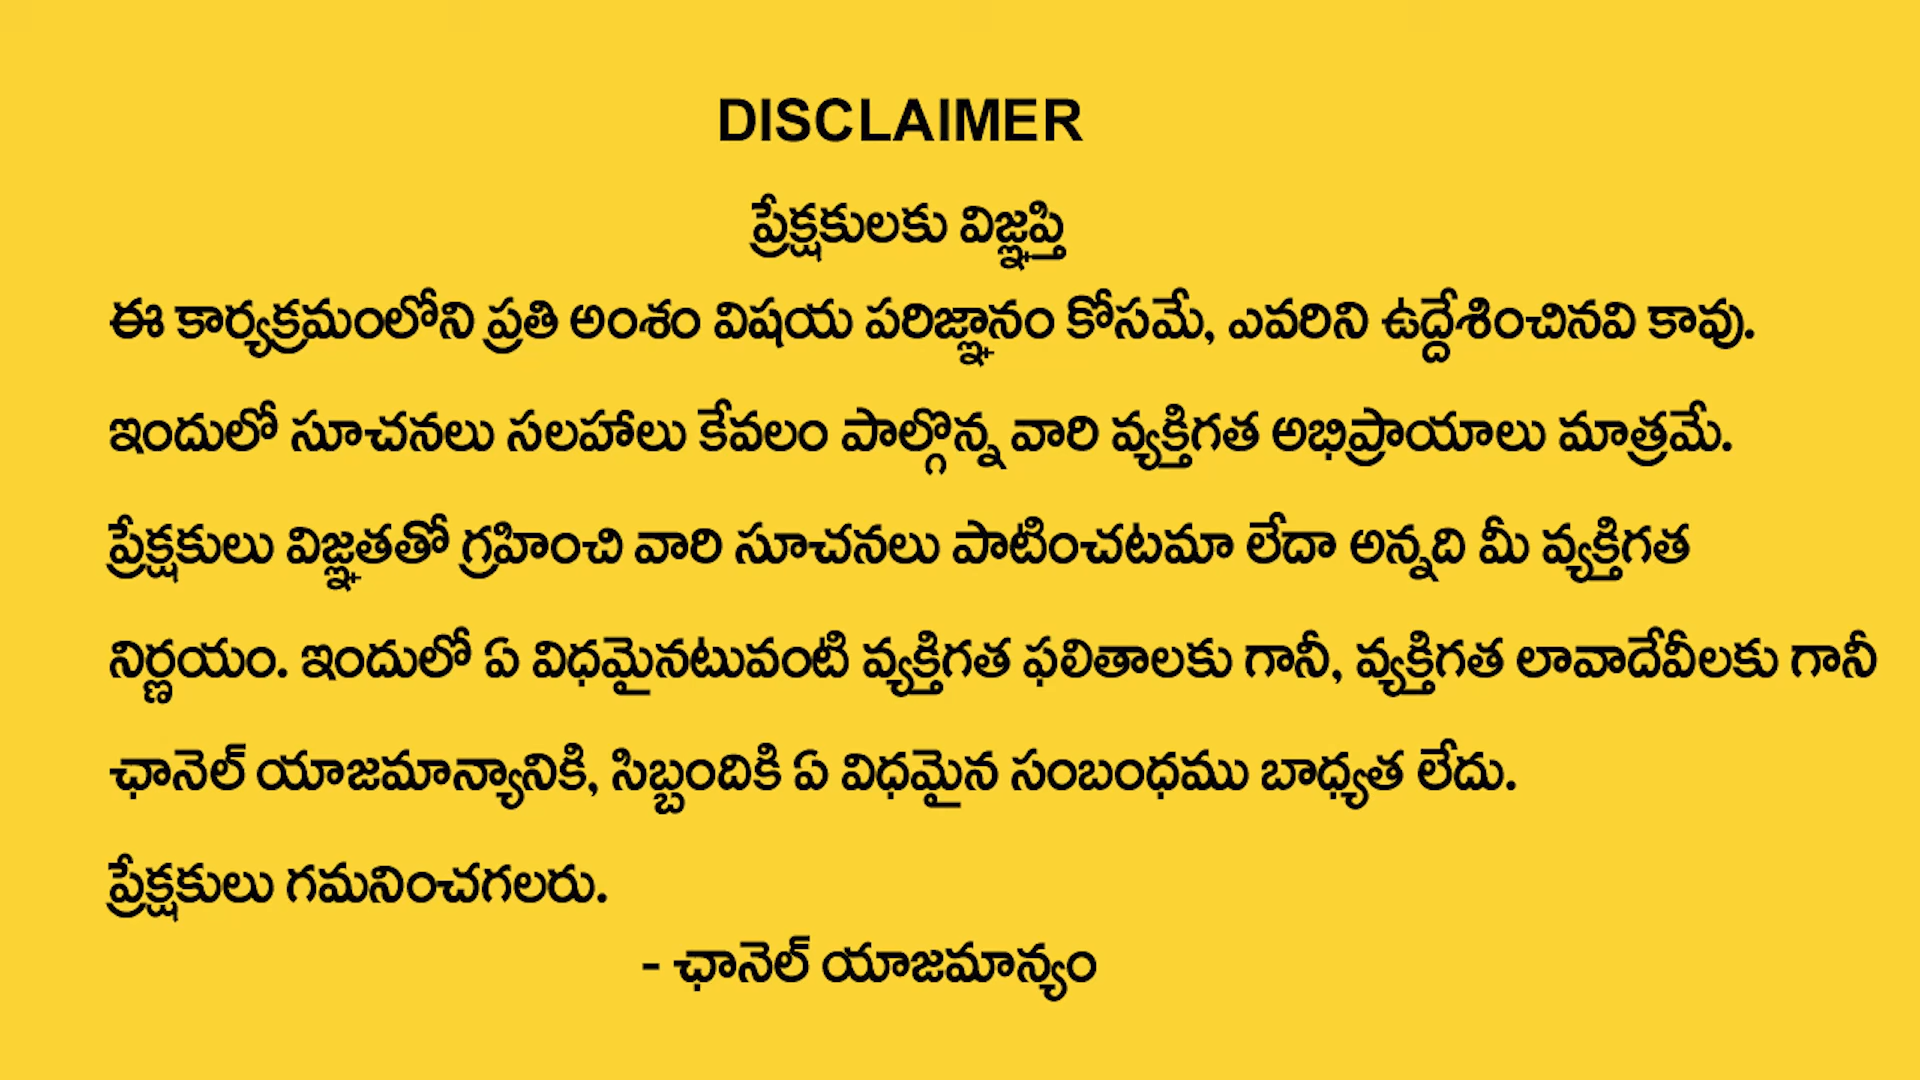 DISCLAIMER
ప్రేక్షకులకు విజ్ఞప్తి
ఈ కార్యక్రమంలోని ప్రతి అంశం విషయ పరిజ్ఞానం కోసమే, ఎవరిని ఉద్దేశించినవి కావు.
ఇందులో సూచనలు సలహాలు కేవలం పాల్గొన్న వారి వ్యక్తిగత అభిప్రాయాలు మాత్రమే.
ప్రేక్షకులు విజ్ఞతతో గ్రహించి వారి సూచనలు పాటించటమా లేదా అన్నది మీ వ్యక్తిగత
నిర్ణయం. ఇందులో ఏ విధమైనటువంటి వ్యక్తిగత ఫలితాలకు గానీ, వ్యక్తిగత లావాదేవీలకు గానీ
ఛానెల్ యాజమాన్యానికి, సిబ్బందికి ఏ విధమైన సంబంధము బాధ్యత లేదు.
ప్రేక్షకులు గమనించగలరు.
- ఛానెల్ యాజమాన్యం